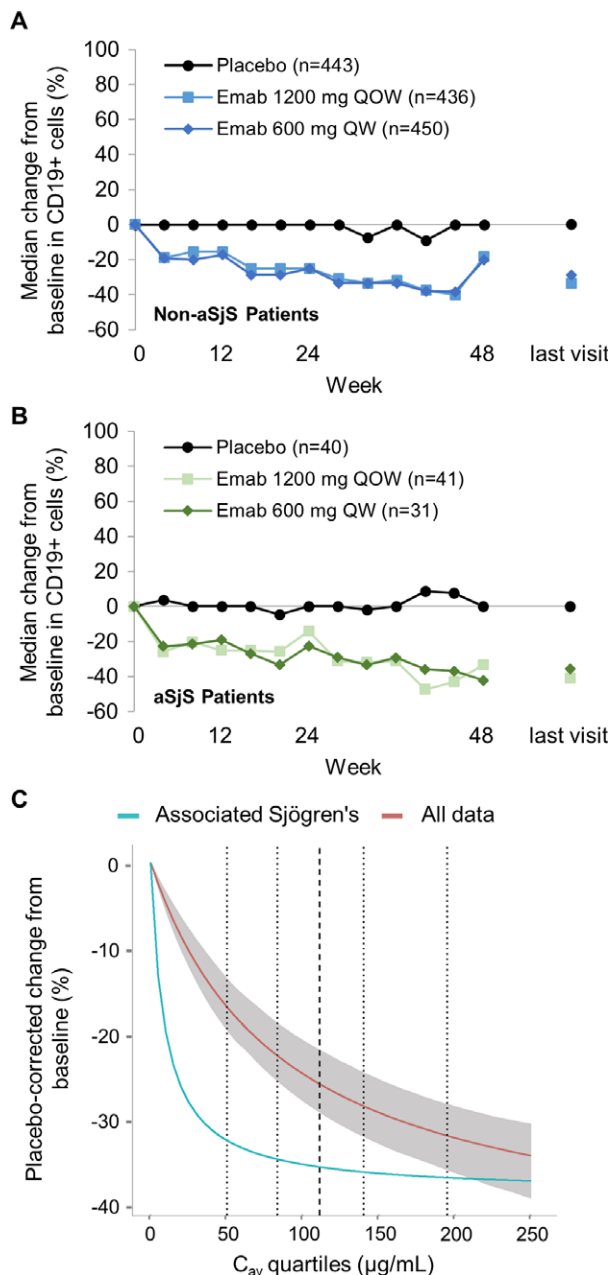 A
Median change from
baseline in CD19+ cells (%)
100
80
60
40
20
0
-20
-40
-60
Placebo (n=443)
Emab 1200 mg QOW (n=436)
Emab 600 mg QW (n=450)
Non-aSjS Patients
0 12 24 48 last visit
Week
B
Median change from
baseline in CD19+ cells (%)
100
80
60
40
20
0
-20
-40
-60
Placebo (n=40)
Emab 1200 mg QOW (n=41)
Emab 600 mg QW (n=31)
aSjS Patients
0 12 24 48 last visit
Week
C
Associated Sjögren's All data
Placebo-corrected change from
baseline (%)
0
-10
-20
-30
-40
0 50 100 150 200 250
Cav quartiles (µg/mL)